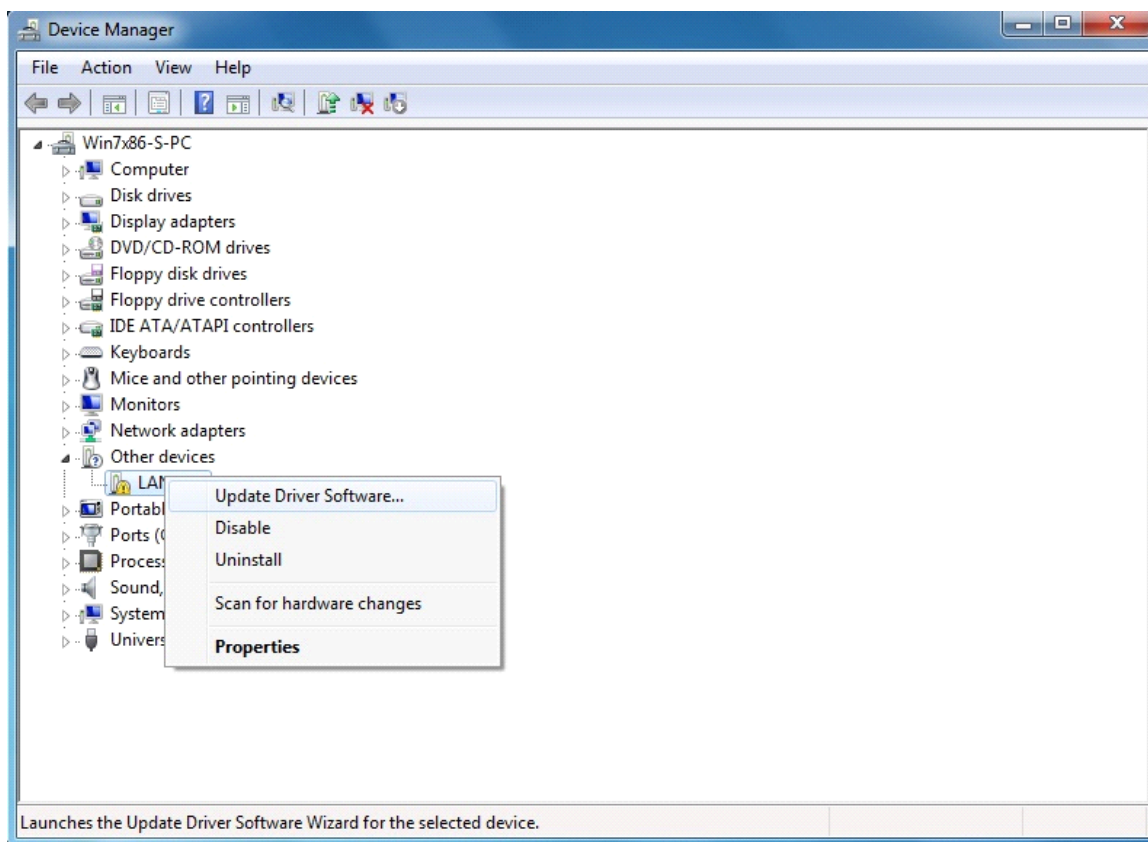 Device Manager
File Action View Help
Win7x86-S-PC
Computer
Disk drives
Display adapters
DVD/CD-ROM drives
Floppy disk drives
Floppy drive controllers
IDE ATA/ATAPI controllers
Keyboards
Mice and other pointing devices
Monitors
Network adapters
Other devices
LAN
Update Driver Software...
Portabl
Disable
Ports (
Uninstall
Process
Sound,
Scan for hardware changes
System
Univers
Properties
Launches the Update Driver Software Wizard for the selected device.